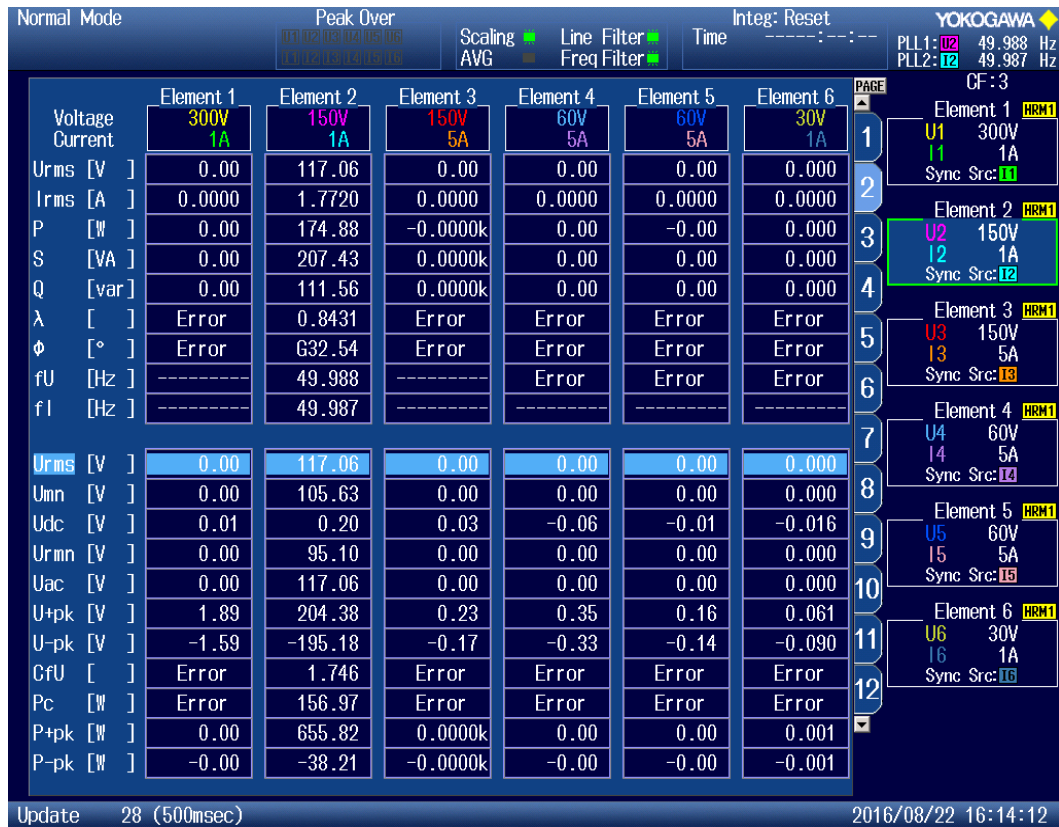 Normal Mode Peak Over Integ: Reset YOKOGAWA
U1 U2 U3 U4 U5 U6 Scaling Line Filter Time -----:--:-- PLL1: U2 49.988 Hz
I1 I2 I3 I4 I5 I6 AVG Freq Filter PLL2: I2 49.987 Hz
Element 1 Element 2 Element 3 Element 4 Element 5 Element 6
Voltage 300V 150V 150V 60V 60V 30V
Current 1A 1A 5A 5A 5A 1A
Urms [V ] 0.00 117.06 0.00 0.00 0.00 0.000
Irms [A ] 0.0000 1.7720 0.0000 0.0000 0.0000 0.0000
P [W ] 0.00 174.88 -0.0000k 0.00 -0.00 0.000
S [VA ] 0.00 207.43 0.0000k 0.00 0.00 0.000
Q [var] 0.00 111.56 0.0000k 0.00 0.00 0.000
λ [ ] Error 0.8431 Error Error Error Error
Φ [° ] Error G32.54 Error Error Error Error
fU [Hz ] --------- 49.988 --------- Error Error Error
fI [Hz ] --------- 49.987 --------- --------- --------- ---------
Urms [V ] 0.00 117.06 0.00 0.00 0.00 0.000
Umn [V ] 0.00 105.63 0.00 0.00 0.00 0.000
Udc [V ] 0.01 0.20 0.03 -0.06 -0.01 -0.016
Urmn [V ] 0.00 95.10 0.00 0.00 0.00 0.000
Uac [V ] 0.00 117.06 0.00 0.00 0.00 0.000
U+pk [V ] 1.89 204.38 0.23 0.35 0.16 0.061
U-pk [V ] -1.59 -195.18 -0.17 -0.33 -0.14 -0.090
CfU [ ] Error 1.746 Error Error Error Error
Pc [W ] Error 156.97 Error Error Error Error
P+pk [W ] 0.00 655.82 0.0000k 0.00 0.00 0.001
P-pk [W ] -0.00 -38.21 -0.0000k -0.00 -0.00 -0.001
PAGE
1
2
3
4
5
6
7
8
9
10
11
12
CF:3
Element 1 HRM1
U1 300V
I1 1A
Sync Src: I1
Element 2 HRM1
U2 150V
I2 1A
Sync Src: I2
Element 3 HRM1
U3 150V
I3 5A
Sync Src: I3
Element 4 HRM1
U4 60V
I4 5A
Sync Src: I4
Element 5 HRM1
U5 60V
I5 5A
Sync Src: I5
Element 6 HRM1
U6 30V
I6 1A
Sync Src: I6
Update 28 (500msec) 2016/08/22 16:14:12